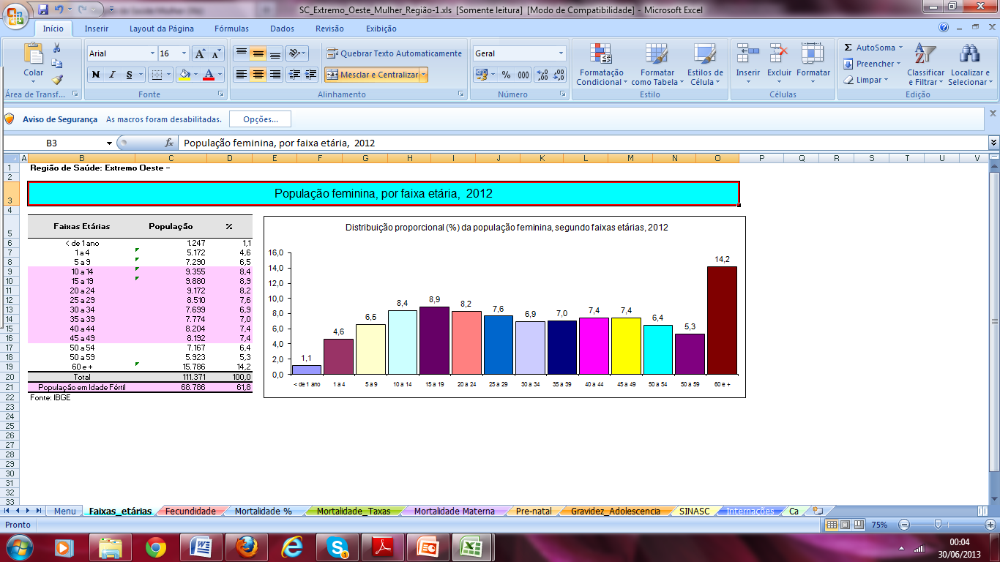 SC_Extremo_Oeste_Mulher_Região-1.xls [Somente leitura] [Modo de Compatibilidade] - Microsoft Excel
Início Inserir Layout da Página Fórmulas Dados Revisão Exibição
Arial 16 Quebrar Texto Automaticamente Geral AutoSoma
Colar Mesclar e Centralizar % 000 Formatação Condicional Formatar como Tabela Estilos de Célula Inserir Excluir Formatar Preencher Limpar Classificar e Filtrar Localizar e Selecionar
N I S
Área de Transf... Fonte Alinhamento Número Estilo Células Edição
Aviso de Segurança As macros foram desabilitadas. Opções...
B3 fx População feminina, por faixa etária, 2012
A B C D E F G H I J K L M N O P Q R S T U V
1 Região de Saúde: Extremo Oeste -
2
3 População feminina, por faixa etária, 2012
4
5 Faixas Etárias População %
6 < de 1 ano 1.247 1,1
7 1 a 4 5.172 4,6
8 5 a 9 7.290 6,5
9 10 a 14 9.355 8,4
10 15 a 19 9.880 8,9
11 20 a 24 9.172 8,2
12 25 a 29 8.510 7,6
13 30 a 34 7.699 6,9
14 35 a 39 7.774 7,0
15 40 a 44 8.204 7,4
16 45 a 49 8.192 7,4
17 50 a 54 7.167 6,4
18 50 a 59 5.923 5,3
19 60 e + 15.786 14,2
20 Total 111.371 100,0
21 População em Idade Fértil 68.786 61,8
22 Fonte: IBGE
23
24
25
26
27
28
29
30
31
32
33
Distribuição proporcional (%) da população feminina, segundo faixas etárias, 2012
16,0
14,0
12,0
10,0
8,0
6,0
4,0
2,0
0,0
1,1 4,6 6,5 8,4 8,9 8,2 7,6 6,9 7,0 7,4 7,4 6,4 5,3 14,2
< de 1 ano 1 a 4 5 a 9 10 a 14 15 a 19 20 a 24 25 a 29 30 a 34 35 a 39 40 a 44 45 a 49 50 a 54 50 a 59 60 e +
Menu Faixas_etárias Fecundidade Mortalidade % Mortalidade_Taxas Mortalidade Materna Pre-natal Gravidez_Adolescencia SINASC Internações Ca
Pronto 75%
00:04
30/06/2013